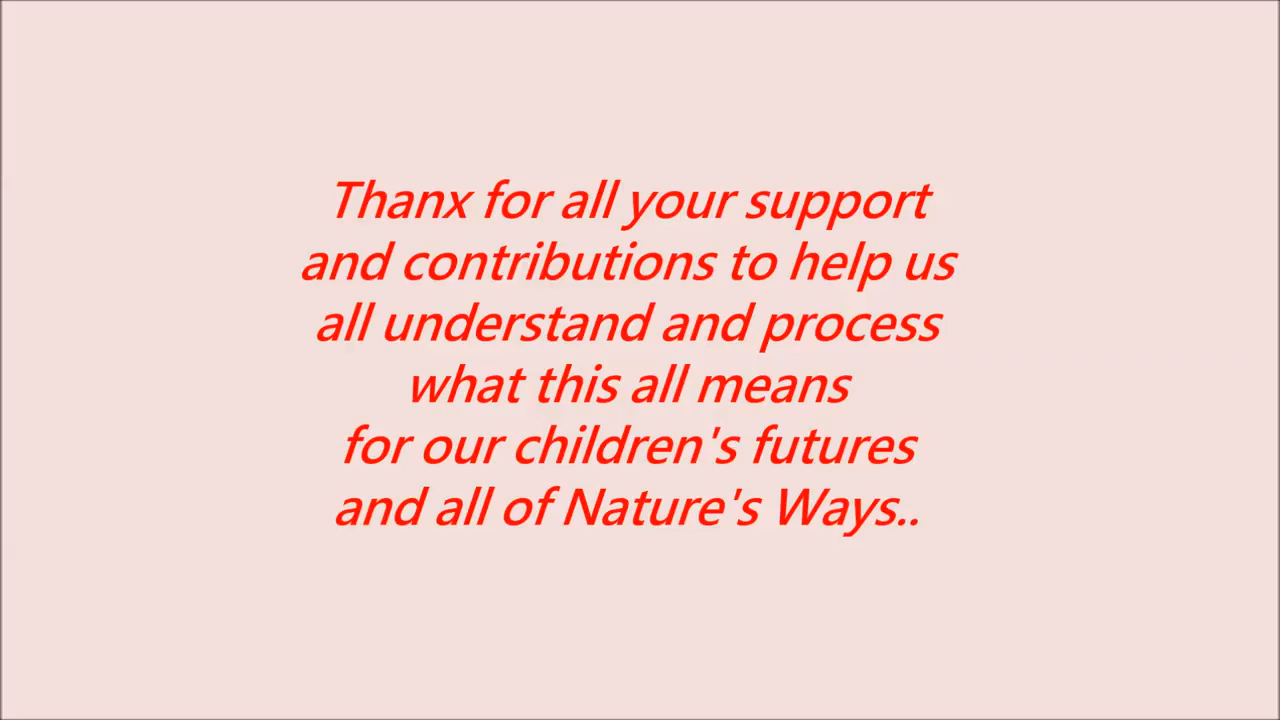 Thanx for all your support
and contributions to help us
all understand and process
what this all means
for our children's futures
and all of Nature's Ways..